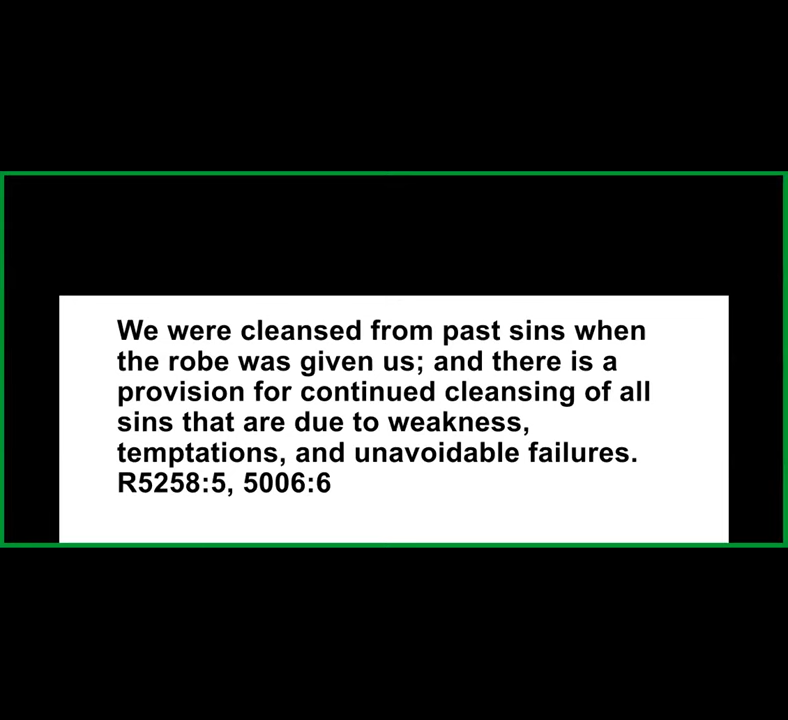 We were cleansed from past sins when
the robe was given us; and there is a
provision for continued cleansing of all
sins that are due to weakness,
temptations, and unavoidable failures.
R5258:5, 5006:6